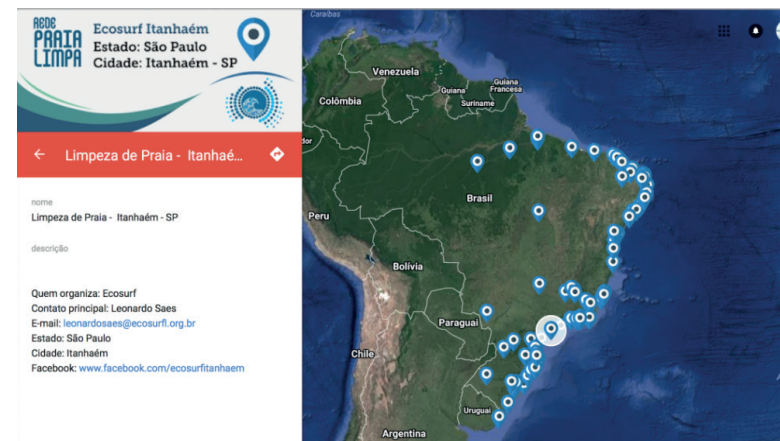 REDE
PRAIA
LIMPA
Ecosurf Itanhaém
Estado: São Paulo
Cidade: Itanhaém - SP
Limpeza de Praia -  Itanhaé...
nome
Limpeza de Praia -  Itanhaém - SP
descrição
Quem organiza: Ecosurf
Contato principal: Leonardo Saes
E-mail: leonardosaes@ecosurfl.org.br
Estado: São Paulo
Cidade: Itanhaém
Facebook: www.facebook.com/ecosurfitanhaem
Caraíbas
Venezuela
Guiana
Guiana
Francesa
Suriname
Colômbia
dor
Brasil
Peru
Bolívia
Paraguai
Chile
Uruguai
Argentina